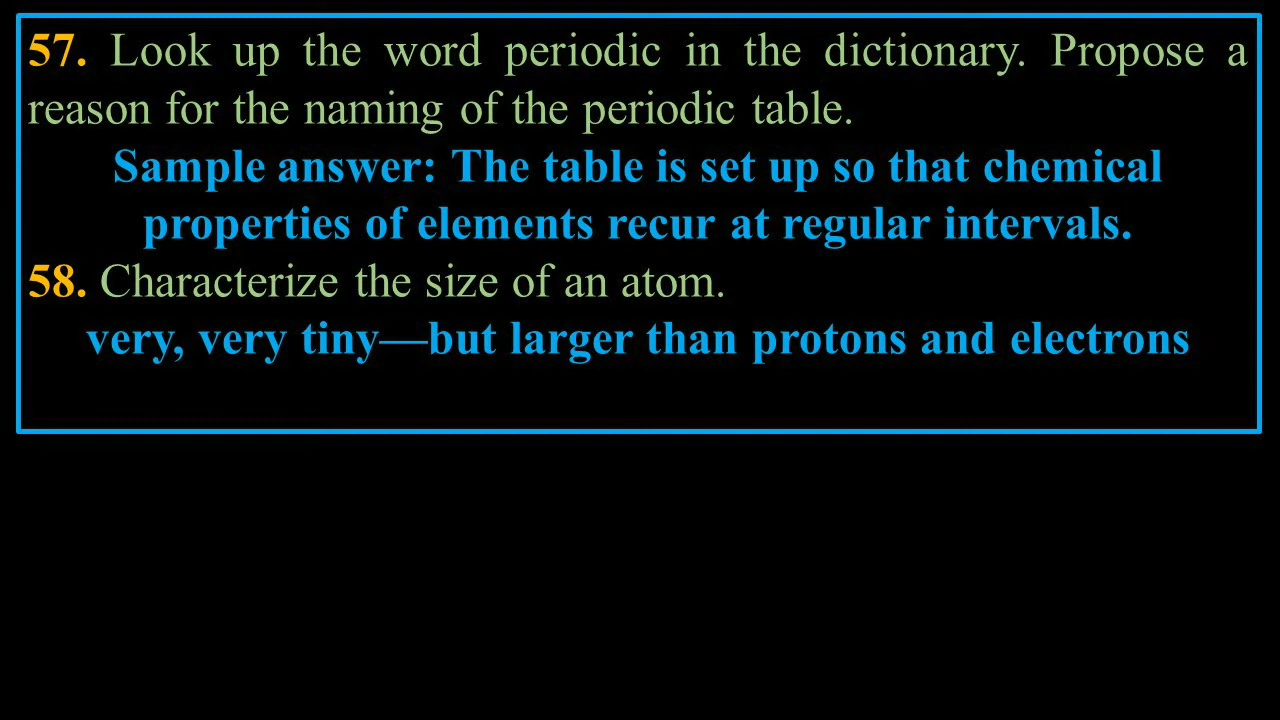 57. Look up the word periodic in the dictionary. Propose a
reason for the naming of the periodic table.
Sample answer: The table is set up so that chemical
properties of elements recur at regular intervals.
58. Characterize the size of an atom.
very, very tiny—but larger than protons and electrons